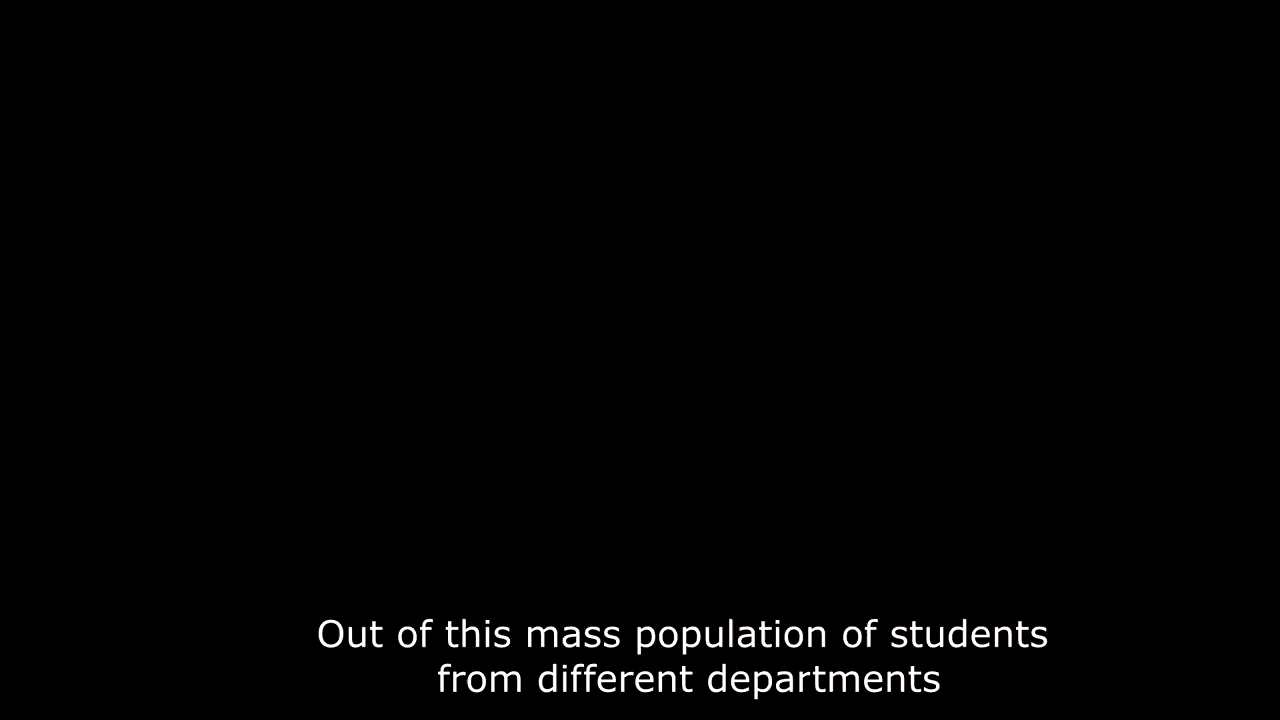 Out of this mass population of students
from different departments